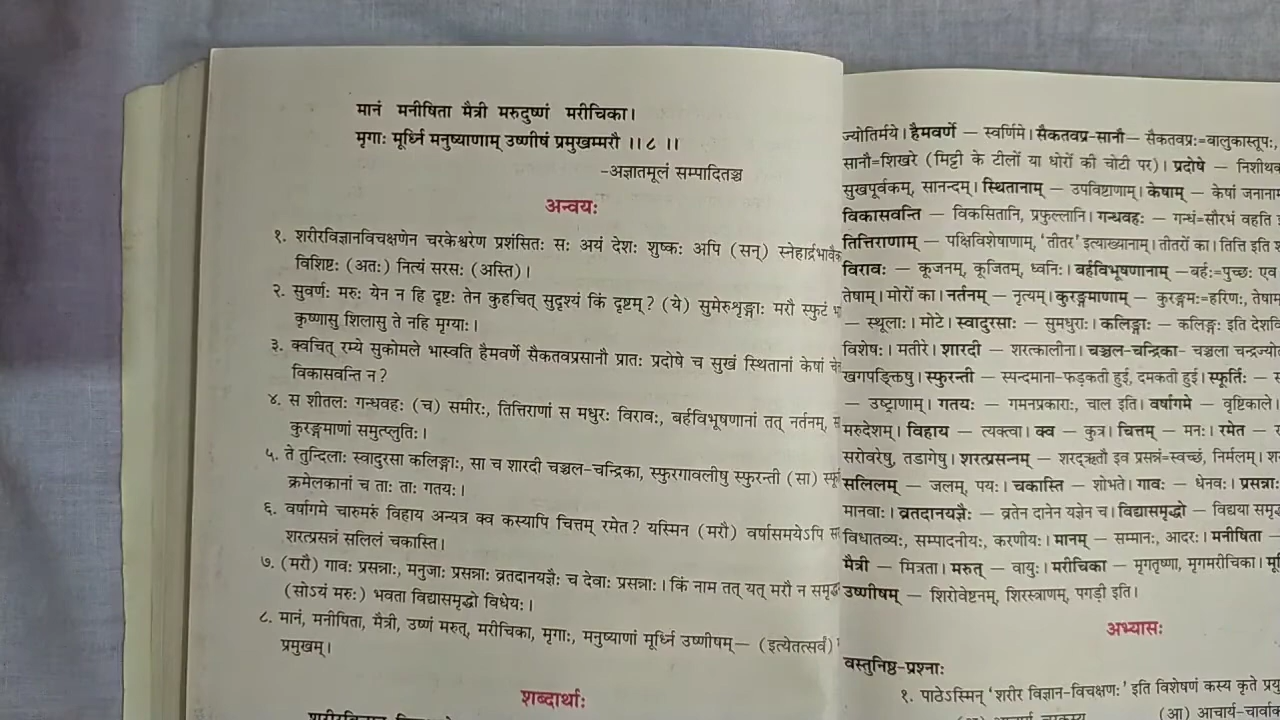 मानं मनीषिता मैत्री मरुदुष्णं मरीचिका।
मृगाः मूर्ध्नि मनुष्याणाम् उष्णीषं प्रमुखम्मरौ ।। ८ ।।
-अज्ञातमूलं सम्पादितञ्च
अन्वयः
१. शरीरविज्ञानविचक्षणेन चरकेश्वरेण प्रशंसितः सः अयं देशः शुष्कः अपि (सन्)
विशिष्टः (अतः) नित्यं सरसः (अस्ति)।
२. सुवर्णः मरुः येन न हि दृष्टः तेन कुहचित् सुदृश्यं किं दृष्टम्? (ये) सुमेरुशृङ्गाः मरौ स्फुटं
कृष्णासु शिलासु ते नहि मृग्याः।
३. क्वचित् रम्ये सुकोमले भास्वति हैमवर्णे सैकतवप्रसानौ प्रातः प्रदोषे च सुखं स्थितानां केषां
विकासवन्ति न?
४. स शीतलः गन्धवहः (च) समीरः, तित्तिराणां स मधुरः विरावः, बर्हविभूषणानां तत् नर्तनम्,
कुरङ्गमाणां समुत्प्लुतिः।
५. ते तुन्दिलाः स्वादुरसा कलिङ्गाः, सा च शारदी चञ्चल-चन्द्रिका, स्फुरगावलीषु स्फुरन्ती (सा)
क्रमेलकानां च ताः ताः गतयः।
६. वर्षागमे चारुमरुं विहाय अन्यत्र क्व कस्यापि चित्तम् रमेत? यस्मिन (मरौ) वर्षासमयेऽपि
शरत्प्रसन्नं सलिलं चकास्ति।
७. (मरौ) गावः प्रसन्नाः, मनुजाः प्रसन्नाः व्रतदानयज्ञैः च देवाः प्रसन्नाः। किं नाम तत् यत् मरौ न
(सोऽयं मरुः) भवता विद्यासमृद्धो विधेयः।
८. मानं, मनीषिता, मैत्री, उष्णं मरुत्, मरीचिका, मृगाः, मनुष्याणां मूर्ध्नि उष्णीषम्— (इत्येतत्सर्वं)
प्रमुखम्।
शब्दार्थाः
ज्योतिर्मये। हैमवर्णे — स्वर्णिमे। सैकतवप्र-सानौ— सैकतवप्रः=वालुकास्तूपः,
सानौ=शिखरे (मिट्टी के टीलों या धोरों की चोटी पर)। प्रदोषे —
सुखपूर्वकम्, सानन्दम्। स्थितानाम् — उपविष्टाणाम्। केषाम् — केषां
विकासवन्ति — विकसितानि, प्रफुल्लानि। गन्धवहः — गन्धं=सौरभं वहति
तित्तिराणाम् — पक्षिविशेषाणाम्, 'तीतर' इत्याख्यानाम्। तीतरों का। तित्ति इति
विरावः — कूजनम्, कूजितम्, ध्वनिः। बर्हविभूषणानाम् —बर्हः=पुच्छः एव
तेषाम्। मोरों का। नर्तनम् — नृत्यम्। कुरङ्गमाणाम् — कुरङ्गमः=हरिणः,
— स्थूलाः। मोटे। स्वादुरसाः — सुमधुराः। कलिङ्गाः — कलिङ्गः इति
विशेषः। मतीरे। शारदी — शरत्कालीना। चञ्चल-चन्द्रिका- चञ्चला
खगपङ्क्तिषु। स्फुरन्ती — स्पन्दमाना-फड़कती हुई, दमकती हुई। स्फूर्तिः —
— उष्ट्राणाम्। गतयः — गमनप्रकाराः, चाल इति। वर्षागमे — वृष्टिकाले।
मरुदेशम्। विहाय — त्यक्त्वा। क्व — कुत्र। चित्तम् — मनः। रमेत —
सरोवरेषु, तडागेषु। शरत्प्रसन्नम् — शरदृऋतौ इव प्रसन्नं=स्वच्छं, निर्मलम्।
सलिलम् — जलम्, पयः। चकास्ति — शोभते। गावः — धेनवः।
मानवाः। व्रतदानयज्ञैः — व्रतेन दानेन यज्ञेन च। विद्यासमृद्धो — विद्यया
विधातव्यः, सम्पादनीयः, करणीयः। मानम् — सम्मानः, आदरः। मनीषिता —
मैत्री — मित्रता। मरुत् — वायुः। मरीचिका — मृगतृष्णा, मृगमरीचिका।
उष्णीषम् — शिरोवेष्टनम्, शिरस्त्राणम्, पगड़ी इति।
अभ्यासः
वस्तुनिष्ठ-प्रश्नाः
१. पाठेऽस्मिन् 'शरीर विज्ञान-विचक्षणः' इति विशेषणं कस्य कृते
(आ)